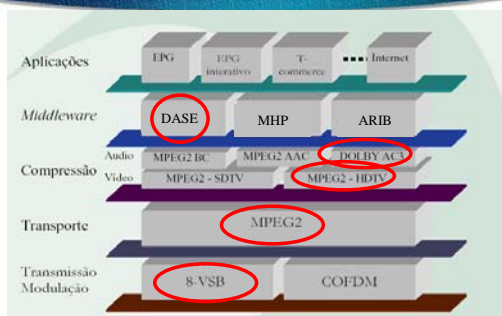 Aplicações EPG EPG interativo T-commerce Internet
Middleware DASE MHP ARIB
Compressão Audio MPEG2 BC MPEG2 AAC DOLBY AC3
Vídeo MPEG2 - SDTV MPEG2 - HDTV
Transporte MPEG2
Transmissão Modulação 8-VSB COFDM